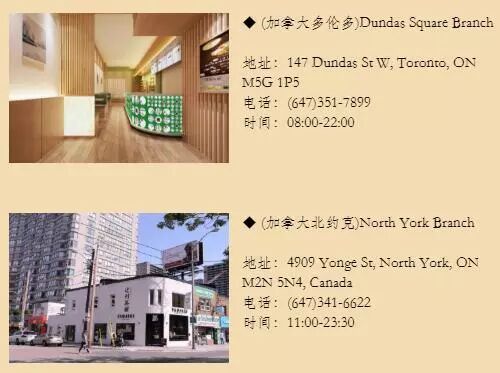 ◆ (加拿大多伦多)Dundas Square Branch
地址: 147 Dundas St W, Toronto, ON
M5G 1P5
电话: (647)351-7899
时间: 08:00-22:00
◆ (加拿大北约克)North York Branch
地址: 4909 Yonge St, North York, ON
M2N 5N4, Canada
电话: (647)341-6622
时间: 11:00-23:30